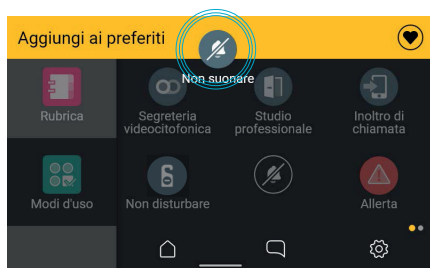 Aggiungi ai preferiti
Non suonare
Rubrica
Segreteria
videocitofonica
Studio
professionale
Inoltro di
chiamata
Modi d'uso
Non disturbare
Allerta